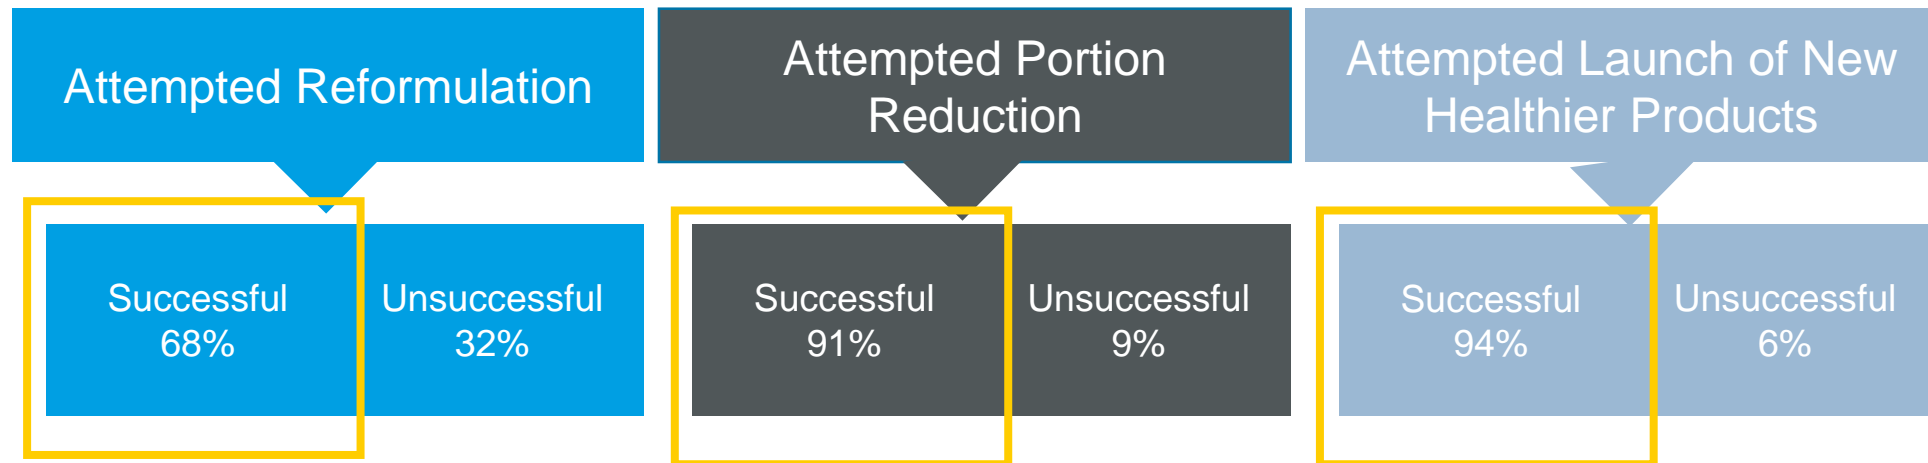 Attempted Reformulation
Successful
68%
Unsuccessful
32%
Attempted Portion
Reduction
Successful
91%
Unsuccessful
9%
Attempted Launch of New
Healthier Products
Successful
94%
Unsuccessful
6%